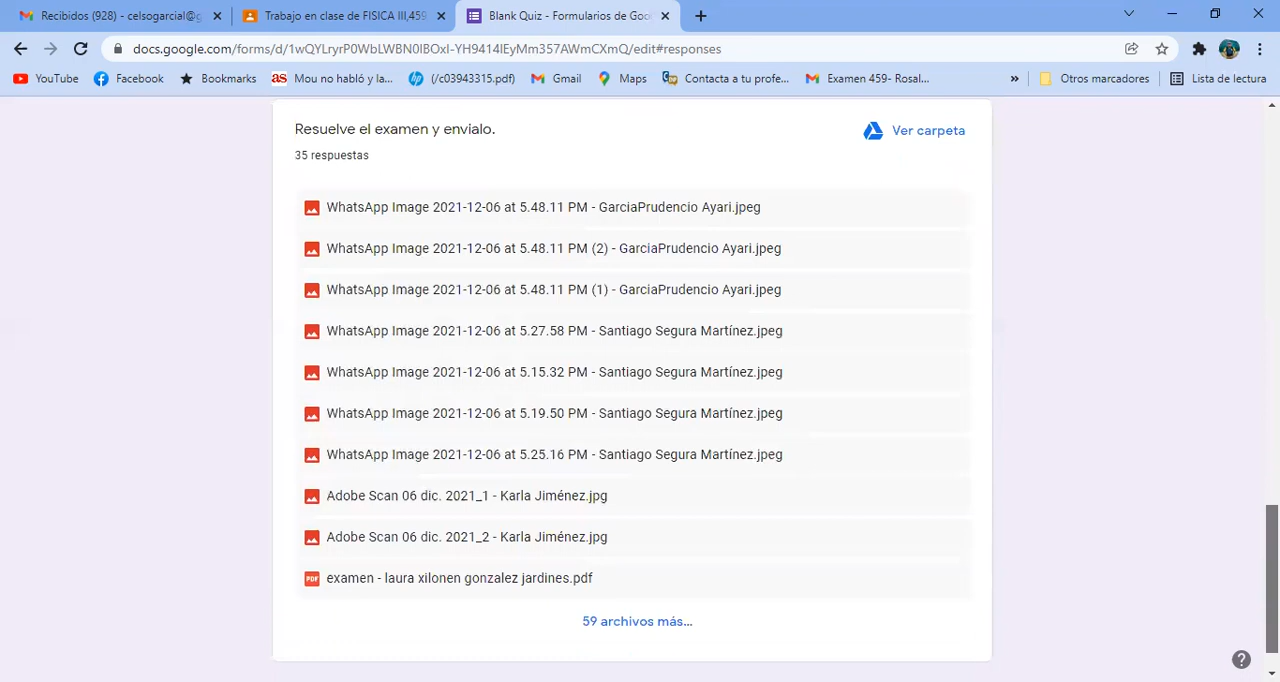 Recibidos (928) - celsogarcial@g
Trabajo en clase de FISICA III,459
Blank Quiz - Formularios de Goo
docs.google.com/forms/d/1wQYLryrP0WbLWBN0IBOxI-YH9414IEyMm357AWmCXmQ/edit#responses
YouTube
Facebook
Bookmarks
as
Mou no habló y la...
hp
(/c03943315.pdf)
Gmail
Maps
Contacta a tu profe...
Examen 459- Rosal...
»
Otros marcadores
Lista de lectura
Resuelve el examen y envíalo.
Ver carpeta
35 respuestas
WhatsApp Image 2021-12-06 at 5.48.11 PM - GarciaPrudencio Ayari.jpeg
WhatsApp Image 2021-12-06 at 5.48.11 PM (2) - GarciaPrudencio Ayari.jpeg
WhatsApp Image 2021-12-06 at 5.48.11 PM (1) - GarciaPrudencio Ayari.jpeg
WhatsApp Image 2021-12-06 at 5.27.58 PM - Santiago Segura Martínez.jpeg
WhatsApp Image 2021-12-06 at 5.15.32 PM - Santiago Segura Martínez.jpeg
WhatsApp Image 2021-12-06 at 5.19.50 PM - Santiago Segura Martínez.jpeg
WhatsApp Image 2021-12-06 at 5.25.16 PM - Santiago Segura Martínez.jpeg
Adobe Scan 06 dic. 2021_1 - Karla Jiménez.jpg
Adobe Scan 06 dic. 2021_2 - Karla Jiménez.jpg
PDF
examen - laura xilonen gonzalez jardines.pdf
59 archivos más...